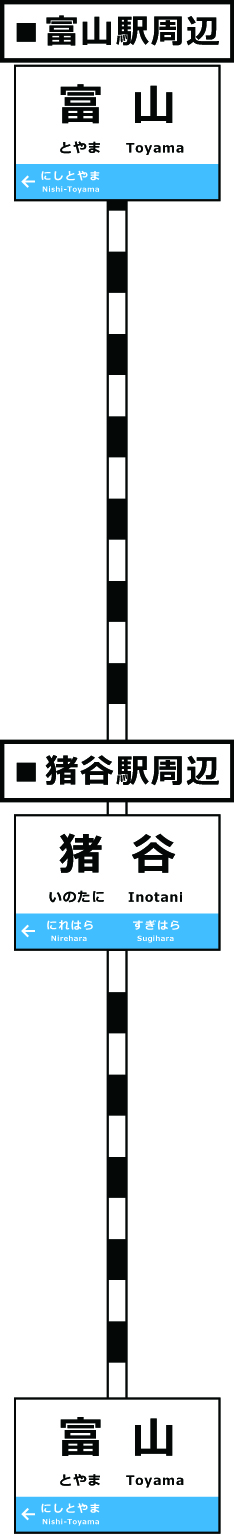 ■富山駅周辺
富山
とやま Toyama
← にしとやま
Nishi-Toyama
■猪谷駅周辺
猪谷
いのたに Inotani
← にれはら すぎはら
Nirehara Sugihara
富山
とやま Toyama
← にしとやま
Nishi-Toyama